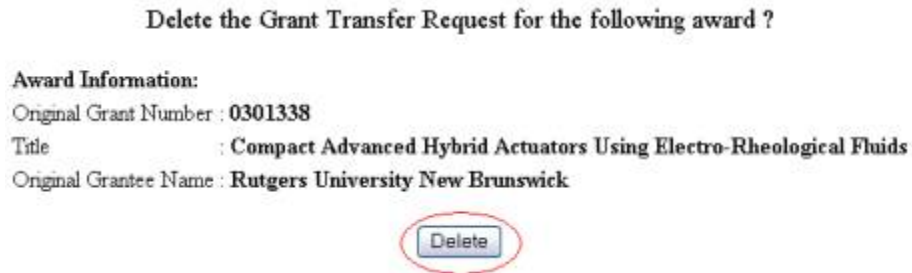 Delete the Grant Transfer Request for the following award ?
Award Information:
Original Grant Number : 0301338
Title : Compact Advanced Hybrid Actuators Using Electro-Rheological Fluids
Original Grantee Name : Rutgers University New Brunswick
Delete